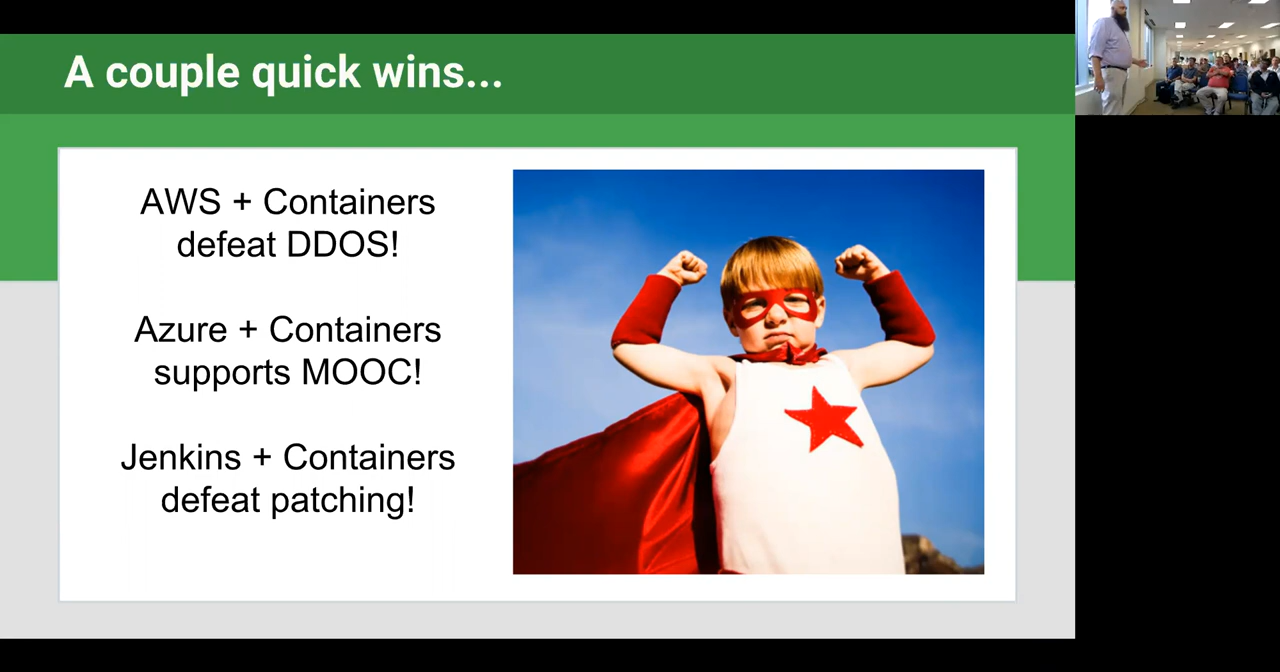 A couple quick wins...
AWS + Containers
defeat DDOS!
Azure + Containers
supports MOOC!
Jenkins + Containers
defeat patching!